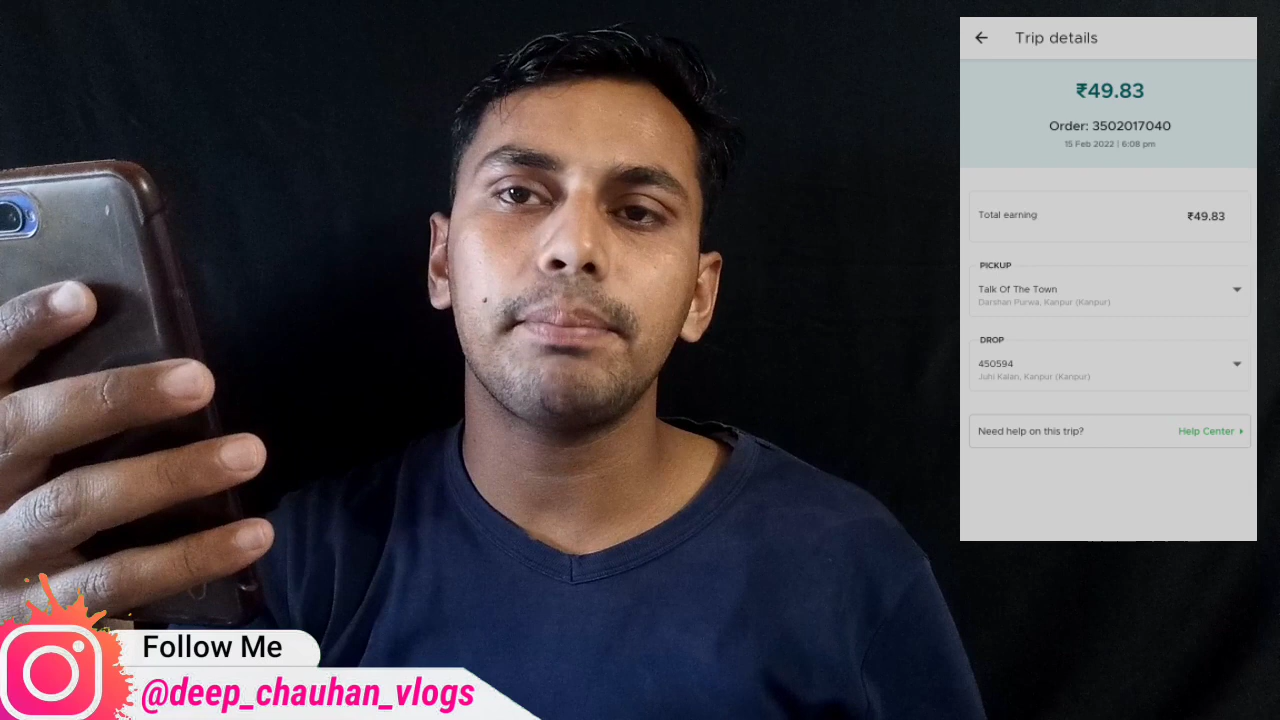 Trip details
₹49.83
Order: 3502017040
15 Feb 2022 | 6:08 pm
Total earning ₹49.83
PICKUP
Talk Of The Town
Darshan Purwa, Kanpur (Kanpur)
DROP
450594
Juhi Kalan, Kanpur (Kanpur)
Need help on this trip? Help Center
Follow Me
@deep_chauhan_vlogs